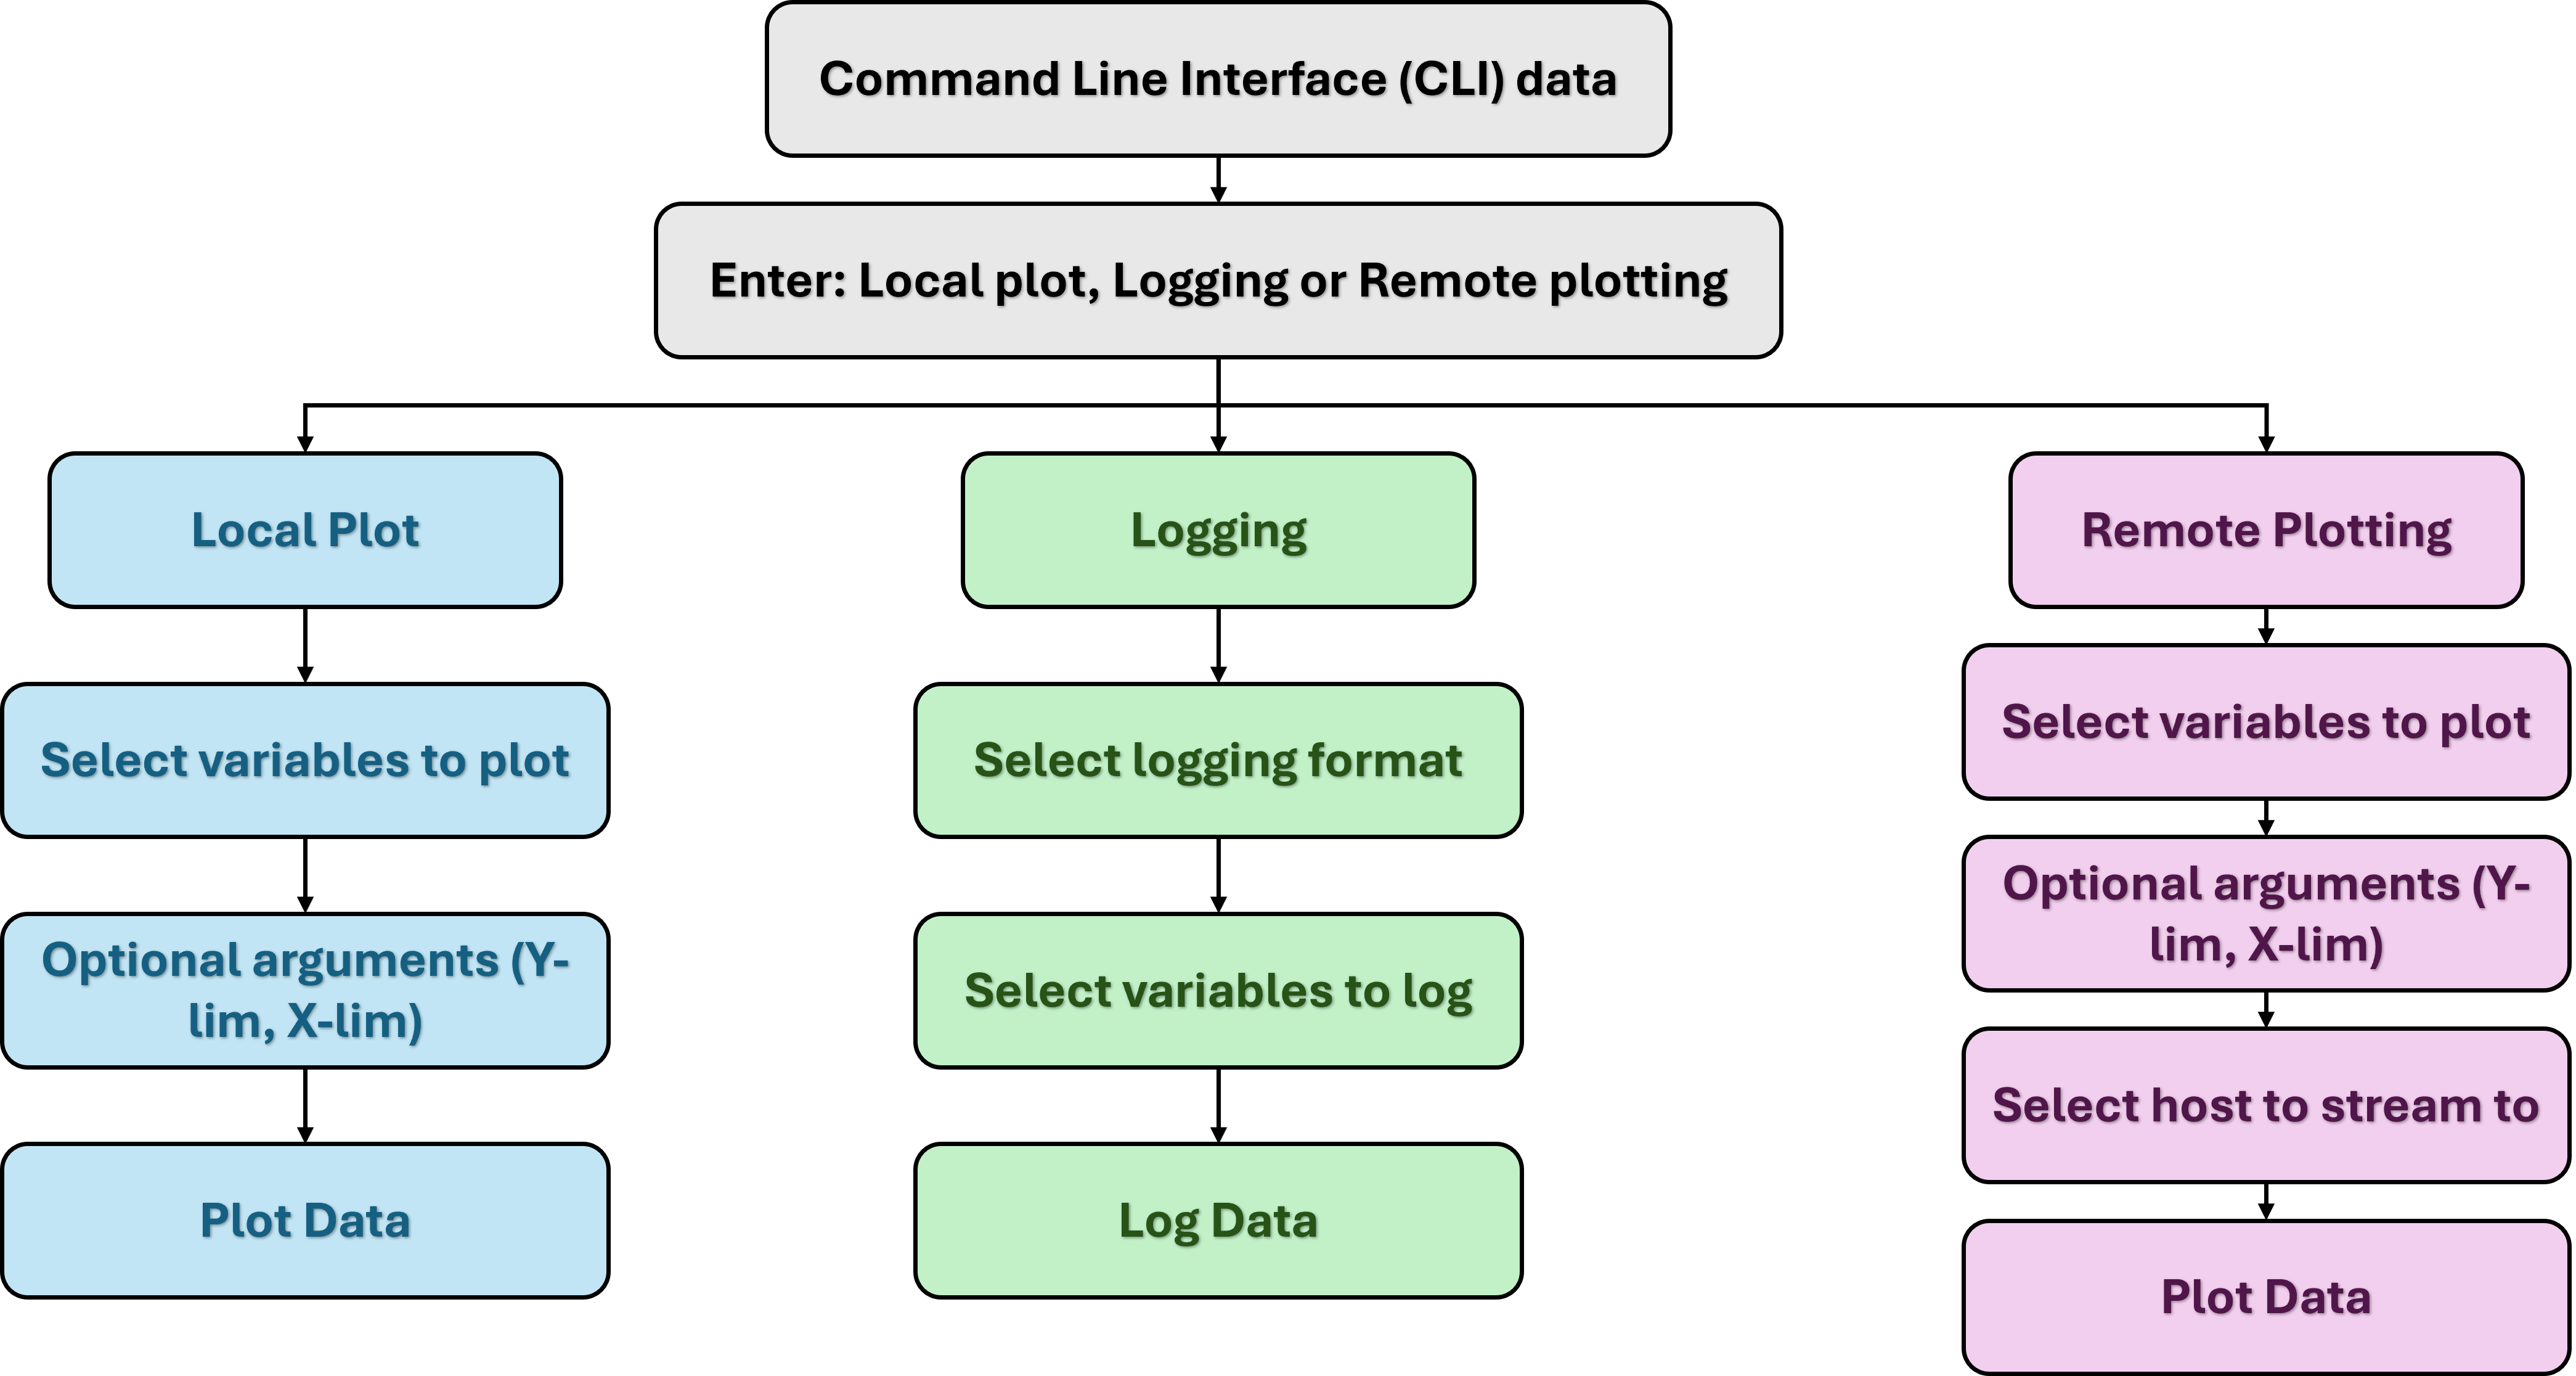 Command Line Interface (CLI) data
Enter: Local plot, Logging or Remote plotting
Local Plot
Select variables to plot
Optional arguments (Y-
lim, X-lim)
Plot Data
Logging
Select logging format
Select variables to log
Log Data
Remote Plotting
Select variables to plot
Optional arguments (Y-
lim, X-lim)
Select host to stream to
Plot Data